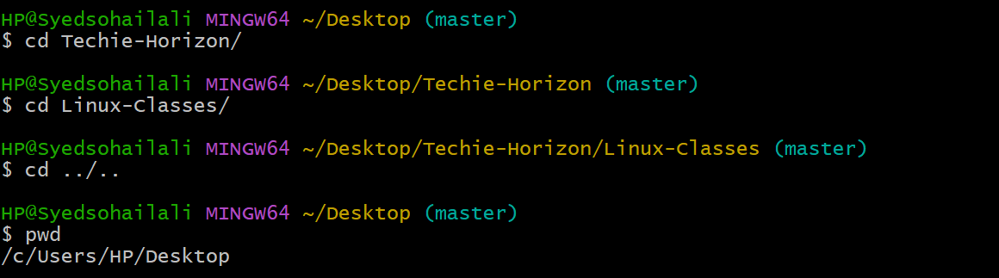 HP@Syedsohailali MINGW64 ~/Desktop (master)
$ cd Techie-Horizon/
HP@Syedsohailali MINGW64 ~/Desktop/Techie-Horizon (master)
$ cd Linux-Classes/
HP@Syedsohailali MINGW64 ~/Desktop/Techie-Horizon/Linux-Classes (master)
$ cd ../..
HP@Syedsohailali MINGW64 ~/Desktop (master)
$ pwd
/c/Users/HP/Desktop